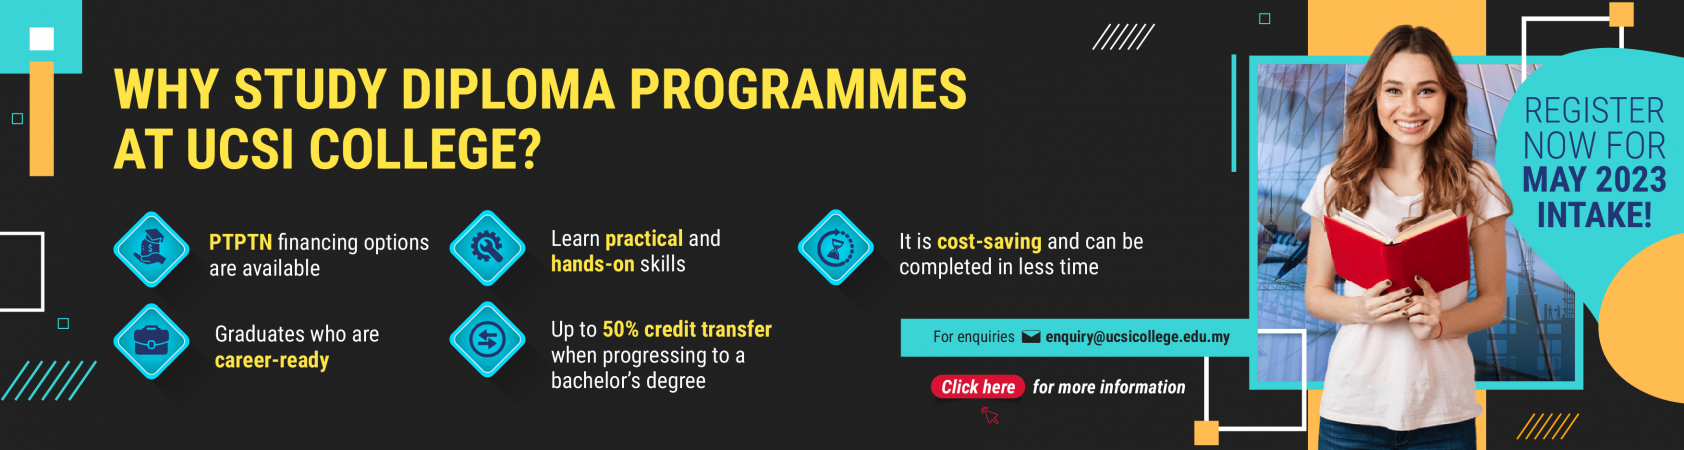 WHY STUDY DIPLOMA PROGRAMMES
AT UCSI COLLEGE?
PTPTN financing options
are available
Learn practical and
hands-on skills
It is cost-saving and can be
completed in less time
Graduates who are
career-ready
Up to 50% credit transfer
when progressing to a
bachelor's degree
For enquiries enquiry@ucsicollege.edu.my
Click here for more information
REGISTER
NOW FOR
MAY 2023
INTAKE!